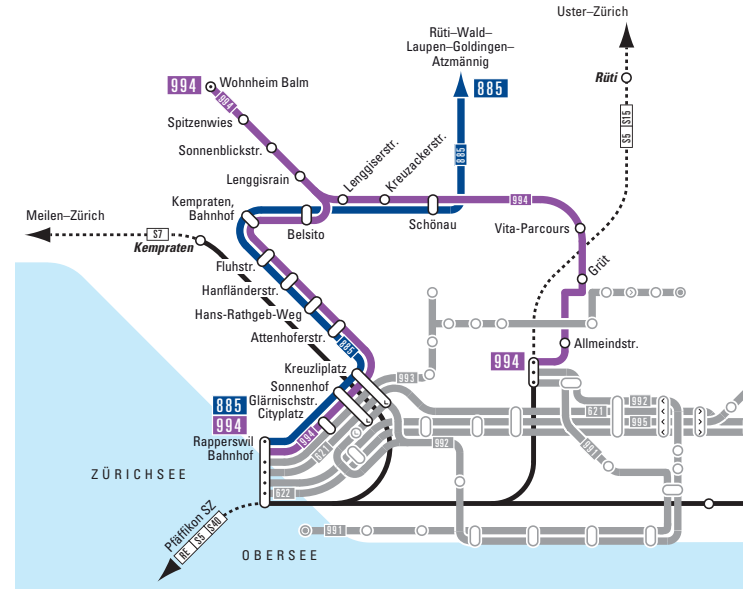 Uster–Zürich
Rüti–Wald–
Laupen–Goldingen–
Atzmännig
994
Wohnheim Balm
885
Rüti
994
S5 S15
Spitzenwies
Sonnenblickstr.
885
Lenggisrain
Lenggiserstr.
Kreuzackerstr.
994
Kempraten,
Bahnhof
Meilen–Zürich
Belsito
Schönau
Vita-Parcours
S7
Kempraten
Fluhstr.
Grüt
Hanfländerstr.
Hans-Rathgeb-Weg
Attenhoferstr.
885
Allmeindstr.
994
Kreuzliplatz
993
Sonnenhof
Glärnischstr.
Cityplatz
885
994
992
621
995
Rapperswil
Bahnhof
994
621
992
991
ZÜRICHSEE
622
Pfäffikon SZ
RE S5 S40
991
OBERSEE